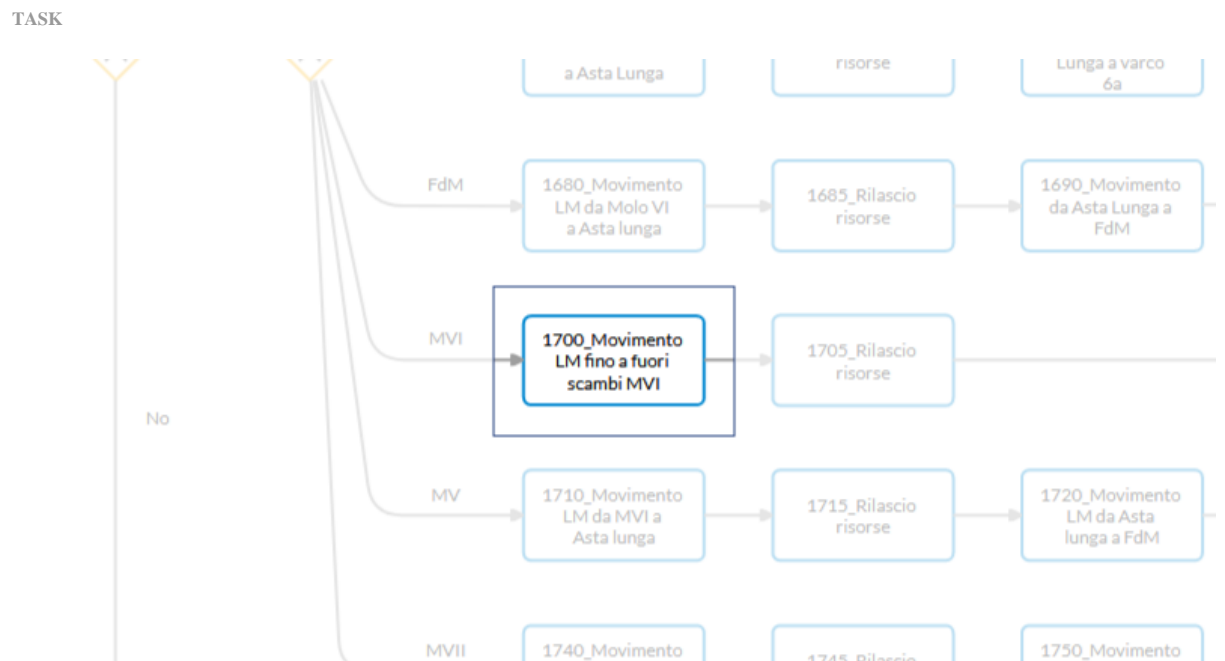 TASK
a Asta Lunga
risorse
Lunga a varco
6a
FdM
1680_Movimento
LM da Molo VI
a Asta lunga
1685_Rilascio
risorse
1690_Movimento
da Asta Lunga a
FdM
MVI
1700_Movimento
LM fino a fuori
scambi MVI
1705_Rilascio
risorse
No
MV
1710_Movimento
LM da MVI a
Asta lunga
1715_Rilascio
risorse
1720_Movimento
LM da Asta
lunga a FdM
MVII
1740_Movimento
1745_Rilascio
1750_Movimento